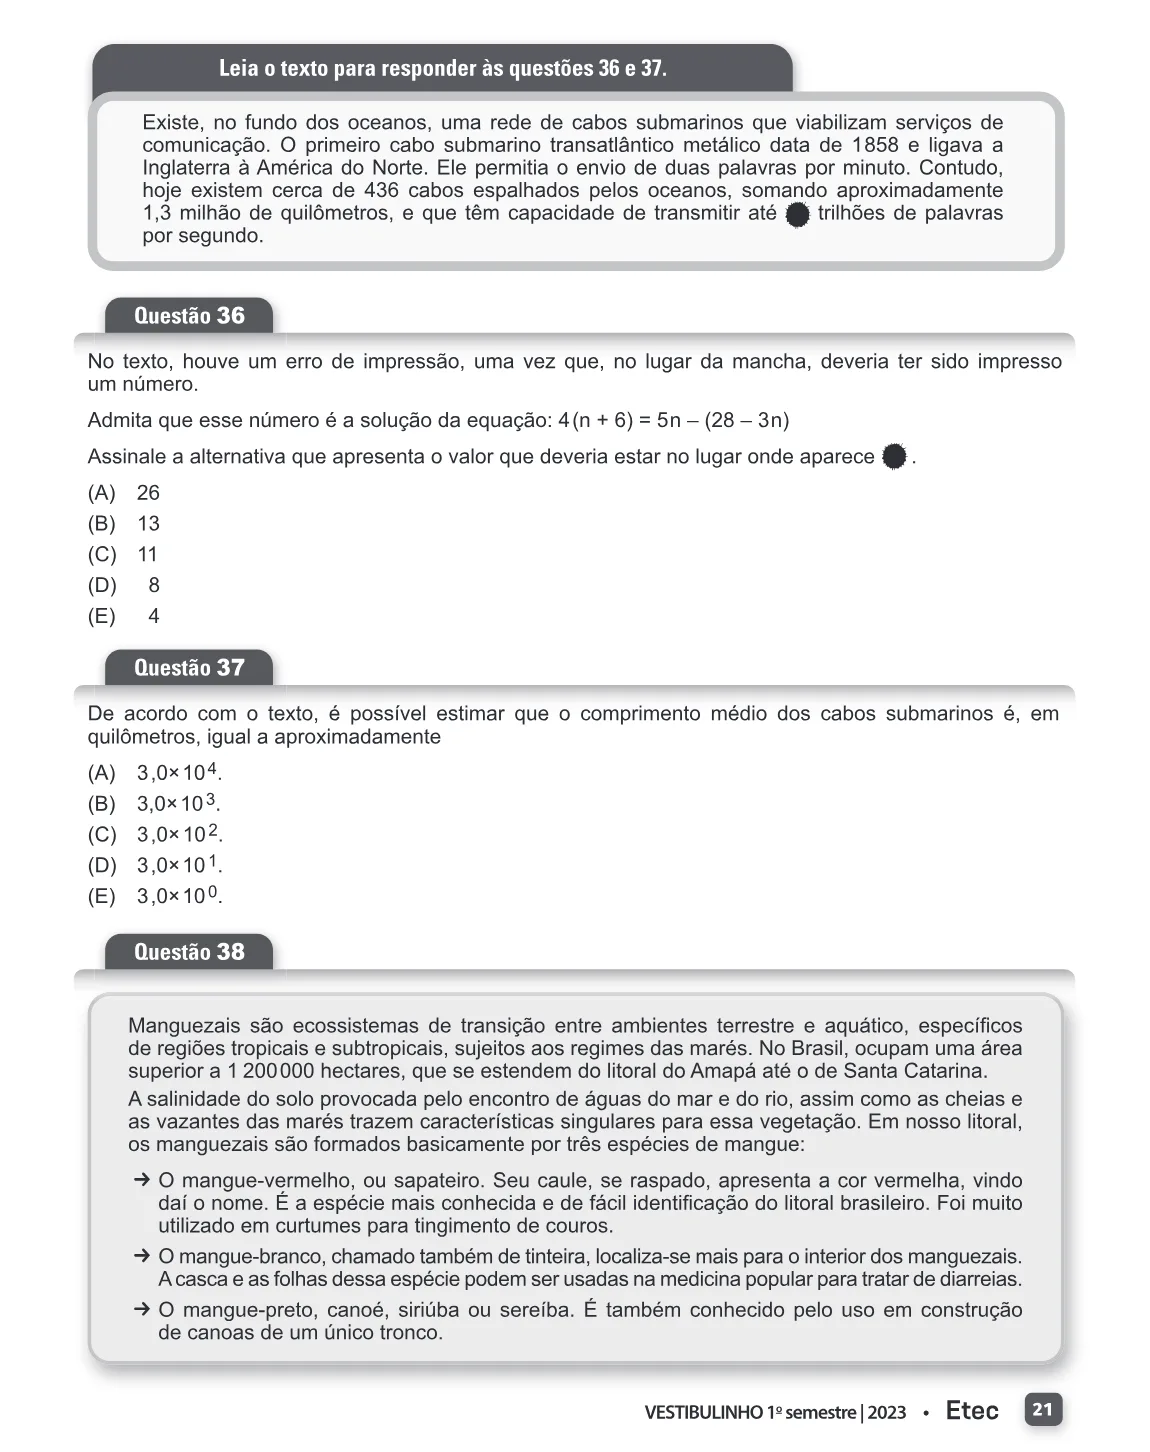 Leia o texto para responder às questões 36 e 37.
Existe, no fundo dos oceanos, uma rede de cabos submarinos que viabilizam serviços de
comunicação. O primeiro cabo submarino transatlântico metálico data de 1858 e ligava a
Inglaterra à América do Norte. Ele permitia o envio de duas palavras por minuto. Contudo,
hoje existem cerca de 436 cabos espalhados pelos oceanos, somando aproximadamente
1,3 milhão de quilômetros, e que têm capacidade de transmitir até trilhões de palavras
por segundo.
Questão 36
No texto, houve um erro de impressão, uma vez que, no lugar da mancha, deveria ter sido impresso
um número.
Admita que esse número é a solução da equação: 4(n + 6) = 5n – (28 – 3n)
Assinale a alternativa que apresenta o valor que deveria estar no lugar onde aparece .
(A) 26
(B) 13
(C) 11
(D) 8
(E) 4
Questão 37
De acordo com o texto, é possível estimar que o comprimento médio dos cabos submarinos é, em
quilômetros, igual a aproximadamente
(A) 3,0×10⁴.
(B) 3,0×10³.
(C) 3,0×10².
(D) 3,0×10¹.
(E) 3,0×10⁰.
Questão 38
Manguezais são ecossistemas de transição entre ambientes terrestre e aquático, específicos
de regiões tropicais e subtropicais, sujeitos aos regimes das marés. No Brasil, ocupam uma área
superior a 1 200 000 hectares, que se estendem do litoral do Amapá até o de Santa Catarina.
A salinidade do solo provocada pelo encontro de águas do mar e do rio, assim como as cheias e
as vazantes das marés trazem características singulares para essa vegetação. Em nosso litoral,
os manguezais são formados basicamente por três espécies de mangue:
→ O mangue-vermelho, ou sapateiro. Seu caule, se raspado, apresenta a cor vermelha, vindo
daí o nome. É a espécie mais conhecida e de fácil identificação do litoral brasileiro. Foi muito
utilizado em curtumes para tingimento de couros.
→ O mangue-branco, chamado também de tinteira, localiza-se mais para o interior dos manguezais.
A casca e as folhas dessa espécie podem ser usadas na medicina popular para tratar de diarreias.
→ O mangue-preto, canoé, siriúba ou sereíba. É também conhecido pelo uso em construção
de canoas de um único tronco.
VESTIBULINHO 1º semestre | 2023 • Etec 21